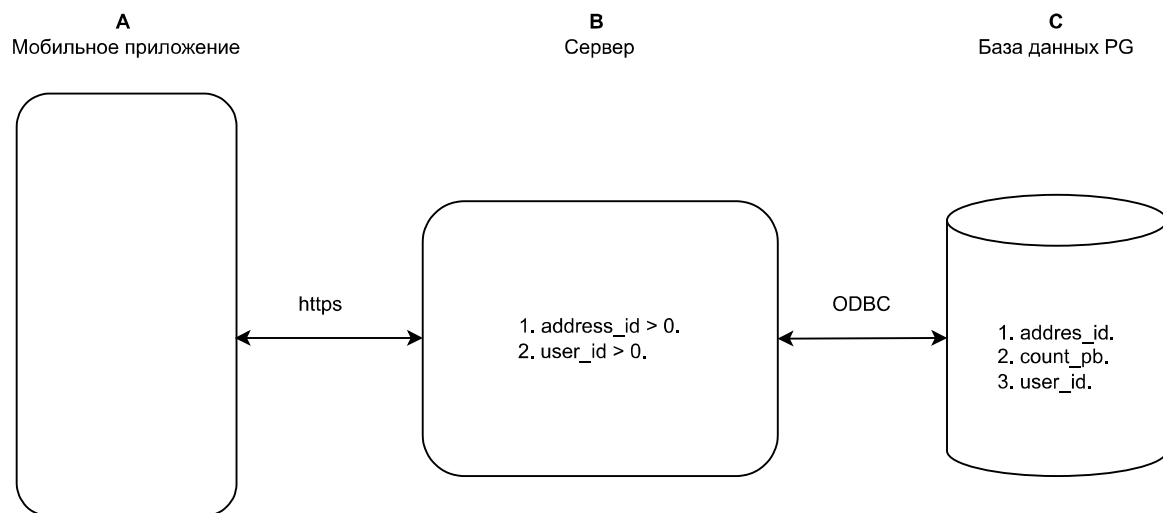 A
Мобильное приложение
B
Сервер
C
База данных PG
https
ODBC
1. address_id > 0.
2. user_id > 0.
1. addres_id.
2. count_pb.
3. user_id.